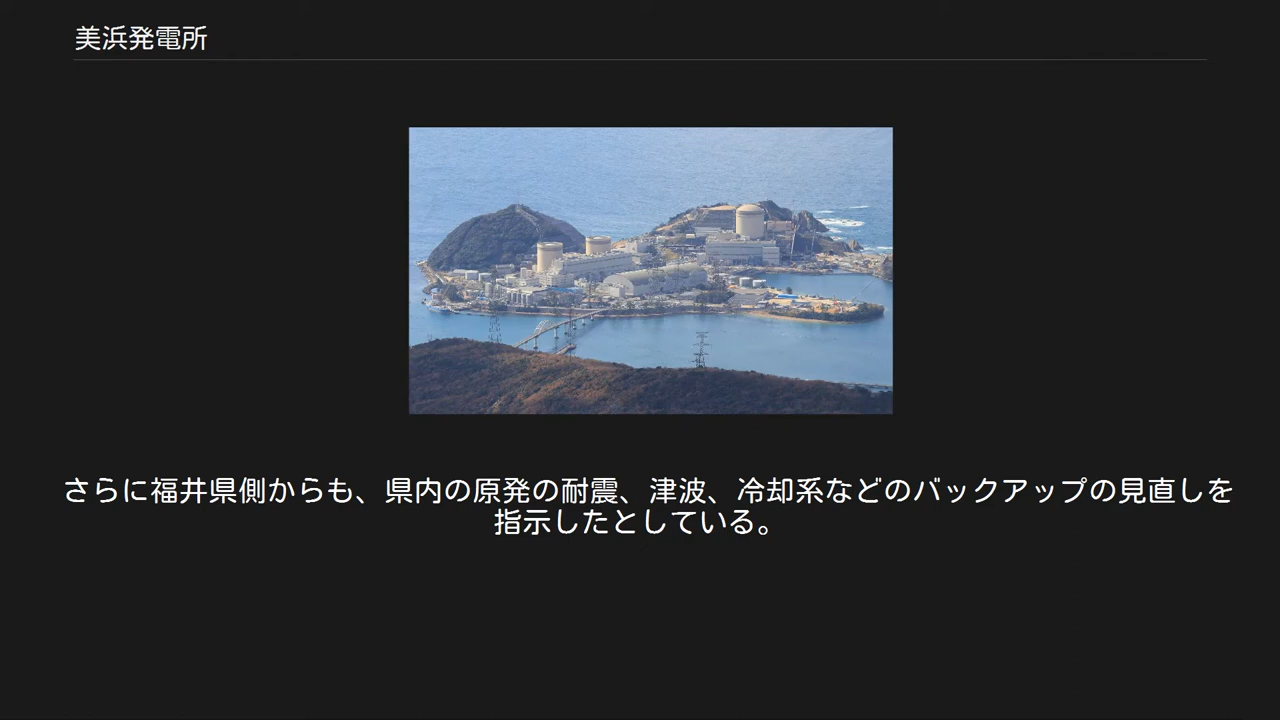 美浜発電所
さらに福井県側からも、県内の原発の耐震、津波、冷却系などのバックアップの見直しを
指示したとしている。